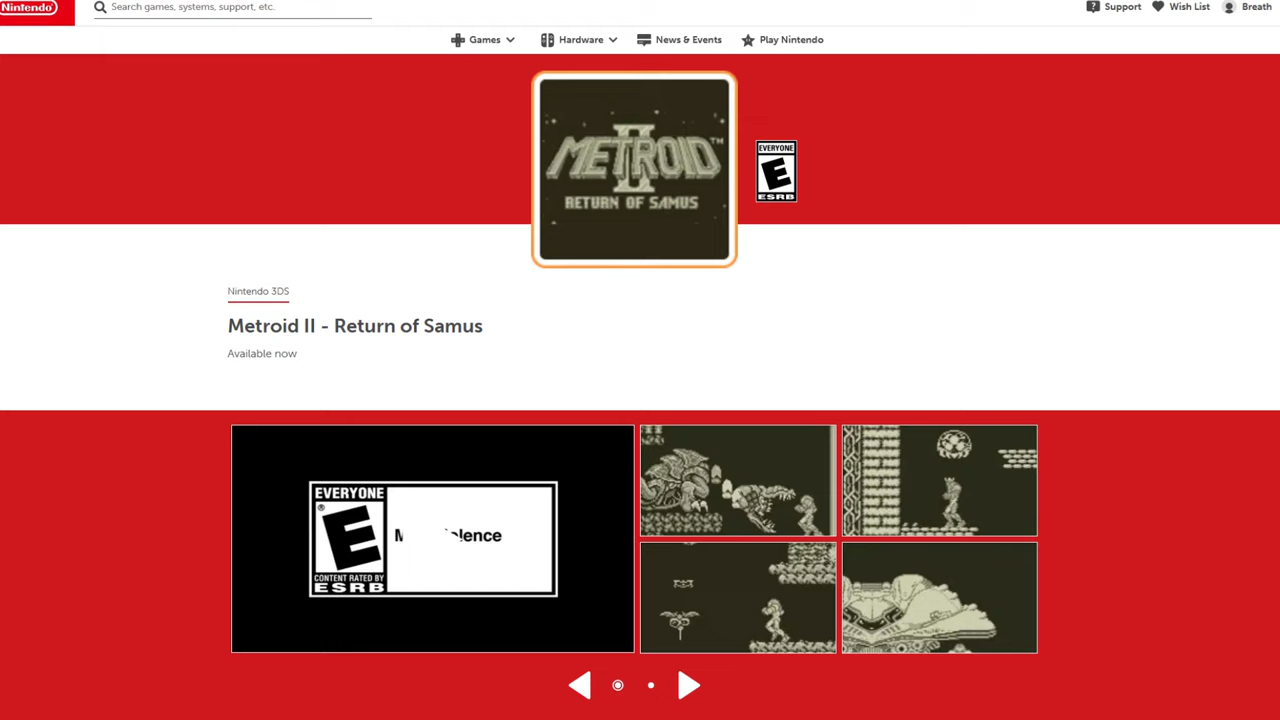 Nintendo
Search games, systems, support, etc.
Support
Wish List
Breath
Games
Hardware
News & Events
Play Nintendo
METROID™
II
RETURN OF SAMUS
EVERYONE
E
ESRB
Nintendo 3DS
Metroid II - Return of Samus
Available now
EVERYONE
®
E
CONTENT RATED BY
ESRB